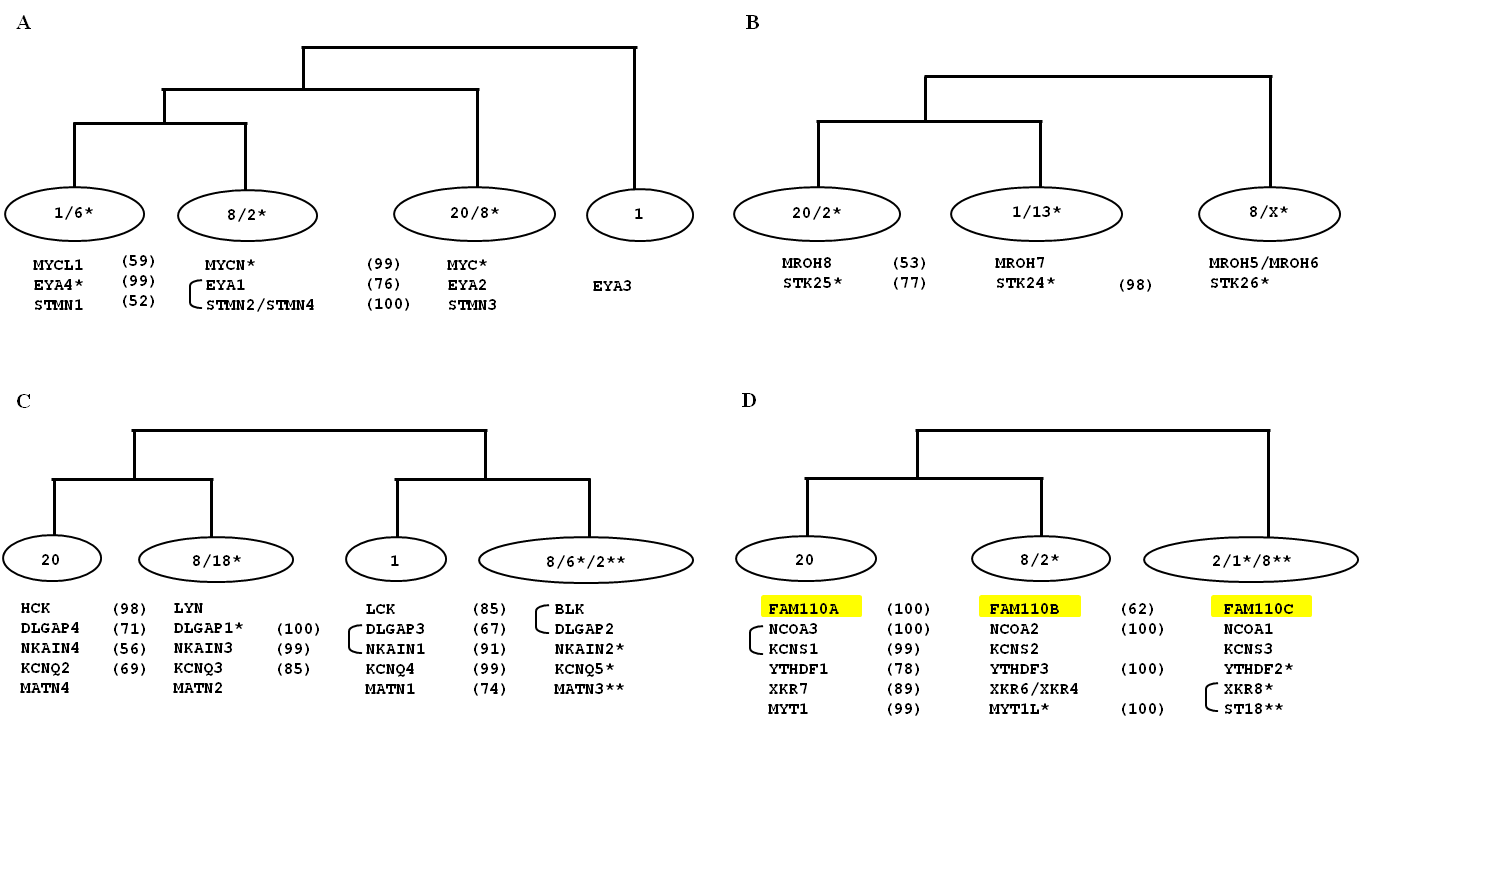 A
1/6* 8/2* 20/8* 1
MYCL1 (59) MYCN* (99) MYC*
EYA4* (99) EYA1 (76) EYA2 EYA3
STMN1 (52) STMN2/STMN4 (100) STMN3
B
20/2* 1/13* 8/X*
MROH8 (53) MROH7 MROH5/MROH6
STK25* (77) STK24* (98) STK26*
C
20 8/18* 1 8/6*/2**
HCK (98) LYN LCK (85) BLK
DLGAP4 (71) DLGAP1* (100) DLGAP3 (67) DLGAP2
NKAIN4 (56) NKAIN3 (99) NKAIN1 (91) NKAIN2*
KCNQ2 (69) KCNQ3 (85) KCNQ4 (99) KCNQ5*
MATN4 MATN2 MATN1 (74) MATN3**
D
20 8/2* 2/1*/8**
FAM110A (100) FAM110B (62) FAM110C
NCOA3 (100) NCOA2 (100) NCOA1
KCNS1 (99) KCNS2 KCNS3
YTHDF1 (78) YTHDF3 (100) YTHDF2*
XKR7 (89) XKR6/XKR4 XKR8*
MYT1 (99) MYT1L* (100) ST18**